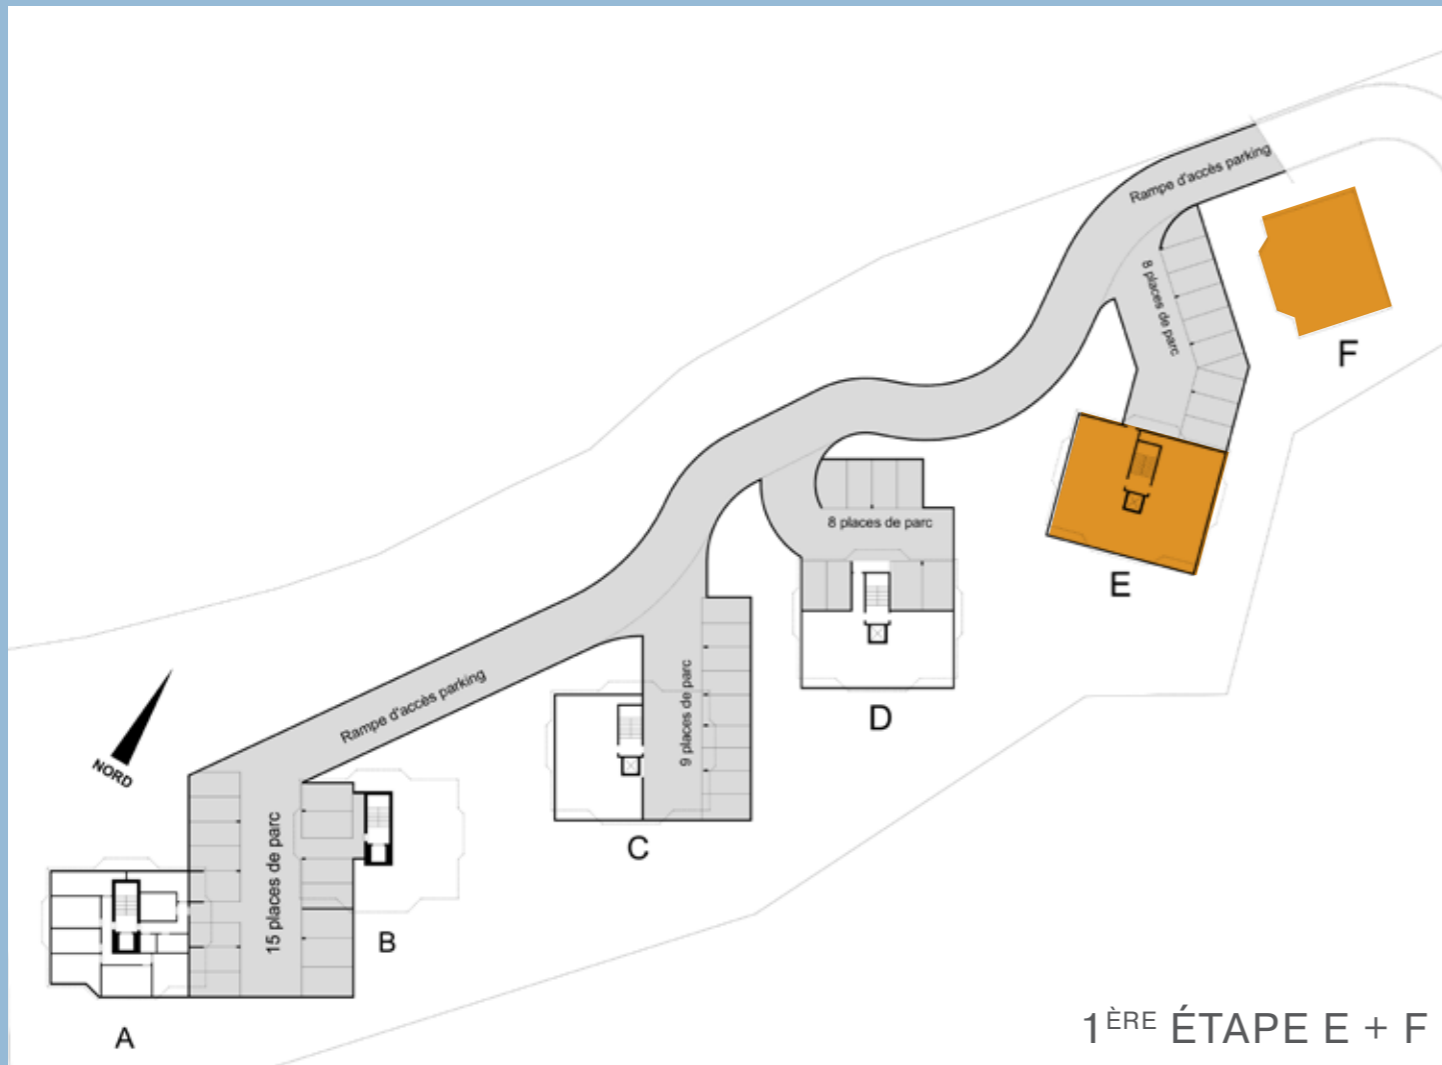 Rampe d'accès parking
8 places de parc
F
8 places de parc
E
9 places de parc
D
Rampe d'accès parking
NORD
C
15 places de parc
B
A
1ÈRE ÉTAPE E + F